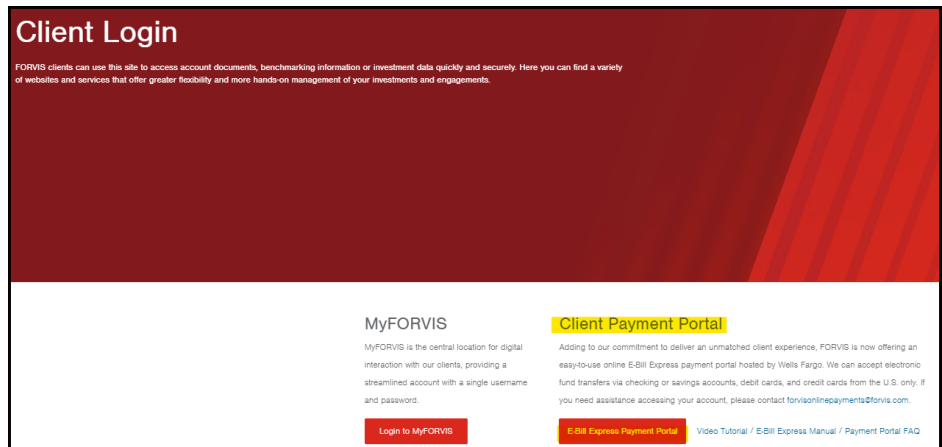 Client Login
FORVIS clients can use this site to access account documents, benchmarking information or investment data quickly and securely. Here you can find a variety
of websites and services that offer greater flexibility and more hands-on management of your investments and engagements.
MyFORVIS
MyFORVIS is the central location for digital
interaction with our clients, providing a
streamlined account with a single username
and password.
Login to MyFORVIS
Client Payment Portal
Adding to our commitment to deliver an unmatched client experience, FORVIS is now offering an
easy-to-use online E-Bill Express payment portal hosted by Wells Fargo. We can accept electronic
fund transfers via checking or savings accounts, debit cards, and credit cards from the U.S. only. If
you need assistance accessing your account, please contact forvisonlinepayments@forvis.com.
E-Bill Express Payment Portal Video Tutorial / E-Bill Express Manual / Payment Portal FAQ